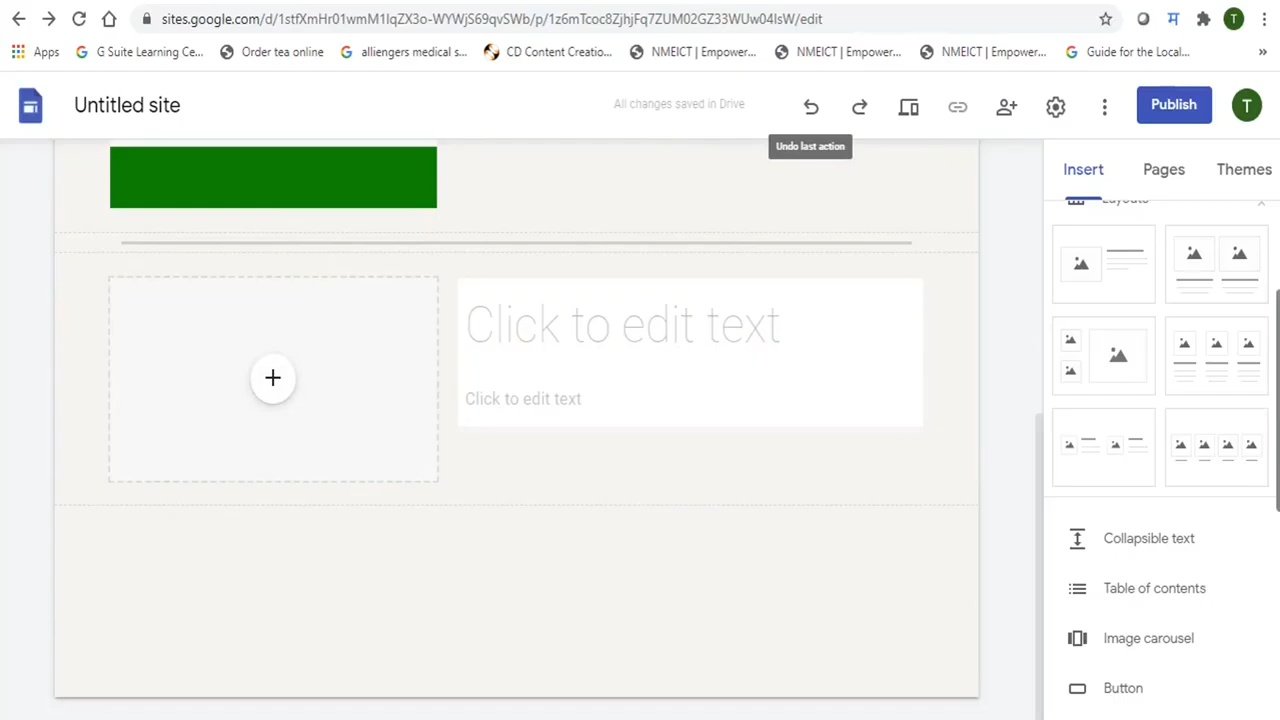 sites.google.com/d/1stfXmHr01wmM1IqZX3o-WYWjS69qvSWb/p/1z6mTcoc8ZjhjFq7ZUM02GZ33WUw04lsW/edit
Apps G Suite Learning Ce... Order tea online alliengers medical s... CD Content Creatio... NMEICT | Empower... NMEICT | Empower... NMEICT | Empower... Guide for the Local... »
Untitled site
All changes saved in Drive
Publish
T
T
Undo last action
Insert Pages Themes
Layouts
Click to edit text
Click to edit text
Collapsible text
Table of contents
Image carousel
Button